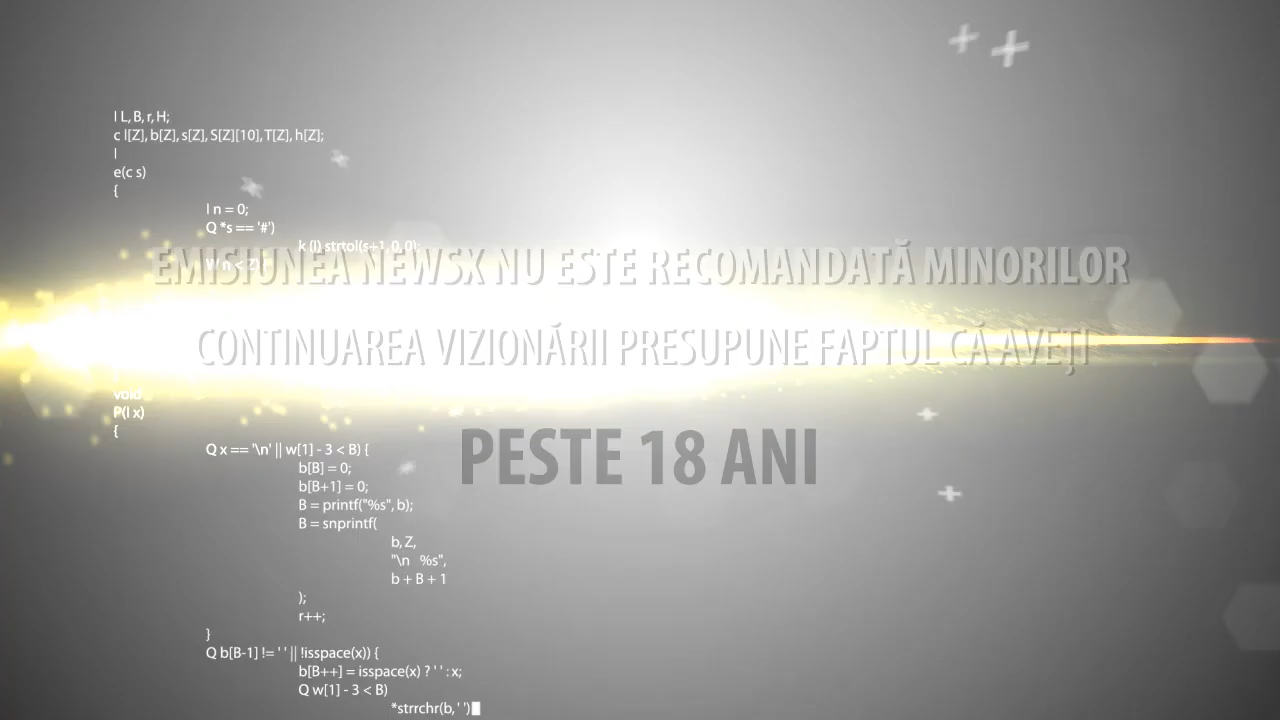 l L, B, r, H;
c l[Z], b[Z], s[Z], S[Z][10], T[Z], h[Z];
l
e(c s)
{
l n = 0;
Q *s == '#')
k (l) strtol(s+1, 0, 0);
W n < Z)
EMISIUNEA NEWSX NU ESTE RECOMANDATĂ MINORILOR
CONTINUAREA VIZIONĂRII PRESUPUNE FAPTUL CĂ AVEȚI
void
P(l x)
{
PESTE 18 ANI
Q x == '\n' || w[1] - 3 < B) {
b[B] = 0;
b[B+1] = 0;
B = printf("%s", b);
B = snprintf(
b, Z,
"\n   %s",
b + B + 1
);
r++;
}
Q b[B-1] != ' ' || !isspace(x)) {
b[B++] = isspace(x) ? ' ' : x;
Q w[1] - 3 < B)
*strrchr(b, ' ')